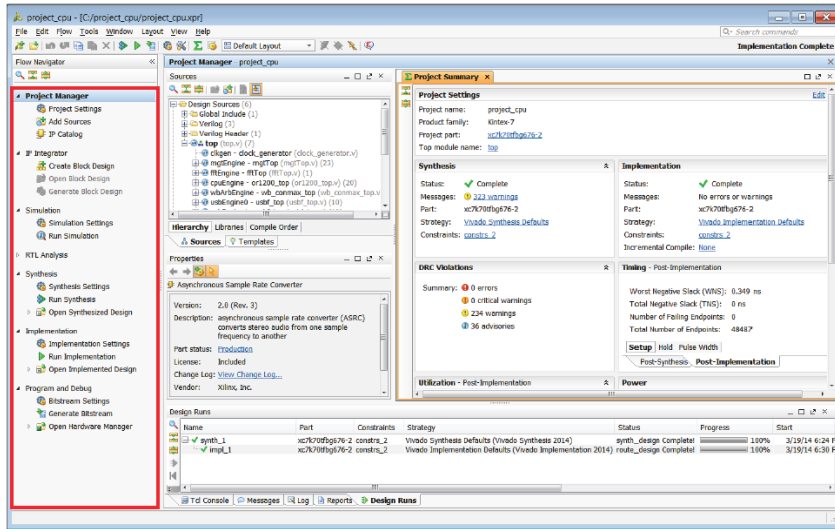 project_cpu - [C:/project_cpu/project_cpu.xpr]
File Edit Flow Tools Window Layout View Help
Search commands
Default Layout
Implementation Complete
Flow Navigator
Project Manager
Project Settings
Add Sources
IP Catalog
IP Integrator
Create Block Design
Open Block Design
Generate Block Design
Simulation
Simulation Settings
Run Simulation
RTL Analysis
Synthesis
Synthesis Settings
Run Synthesis
Open Synthesized Design
Implementation
Implementation Settings
Run Implementation
Open Implemented Design
Program and Debug
Bitstream Settings
Generate Bitstream
Open Hardware Manager
Project Manager - project_cpu
Sources
Design Sources (6)
Global Include (1)
Verilog (3)
Verilog Header (1)
top (top.v) (7)
clkgen - clock_generator (clock_generator.v)
mgtEngine - mgtTop (mgtTop.v) (23)
fftEngine - fftTop (fftTop.v) (1)
cpuEngine - or1200_top (or1200_top.v) (20)
wbArbEngine - wb_conmax_top (wb_conmax_top.v
usbEngine0 - usbf_top (usbf_top.v) (10)
Hierarchy Libraries Compile Order
Sources Templates
Properties
Asynchronous Sample Rate Converter
Version: 2.0 (Rev. 3)
Description: asynchronous sample rate converter (ASRC)
converts stereo audio from one sample
frequency to another
Part status: Production
License: Included
Change Log: View Change Log...
Vendor: Xilinx, Inc.
Project Summary
Project Settings Edit
Project name: project_cpu
Product family: Kintex-7
Project part: xc7k70tfbg676-2
Top module name: top
Synthesis
Status: Complete
Messages: 323 warnings
Part: xc7k70tfbg676-2
Strategy: Vivado Synthesis Defaults
Constraints: constrs_2
Implementation
Status: Complete
Messages: No errors or warnings
Part: xc7k70tfbg676-2
Strategy: Vivado Implementation Defaults
Constraints: constrs_2
Incremental Compile: None
DRC Violations
Summary: 0 errors
0 critical warnings
234 warnings
36 advisories
Timing - Post-Implementation
Worst Negative Slack (WNS): 0.349 ns
Total Negative Slack (TNS): 0 ns
Number of Failing Endpoints: 0
Total Number of Endpoints: 48487
Setup Hold Pulse Width
Post-Synthesis Post-Implementation
Utilization - Post-Implementation
Power
Design Runs
Name Part Constraints Strategy Status Progress Start
synth_1 xc7k70tfbg676-2 constrs_2 Vivado Synthesis Defaults (Vivado Synthesis 2014) synth_design Complete! 100% 3/19/14 6:24 P
impl_1 xc7k70tfbg676-2 constrs_2 Vivado Implementation Defaults (Vivado Implementation 2014) route_design Complete! 100% 3/19/14 6:30 P
Tcl Console Messages Log Reports Design Runs